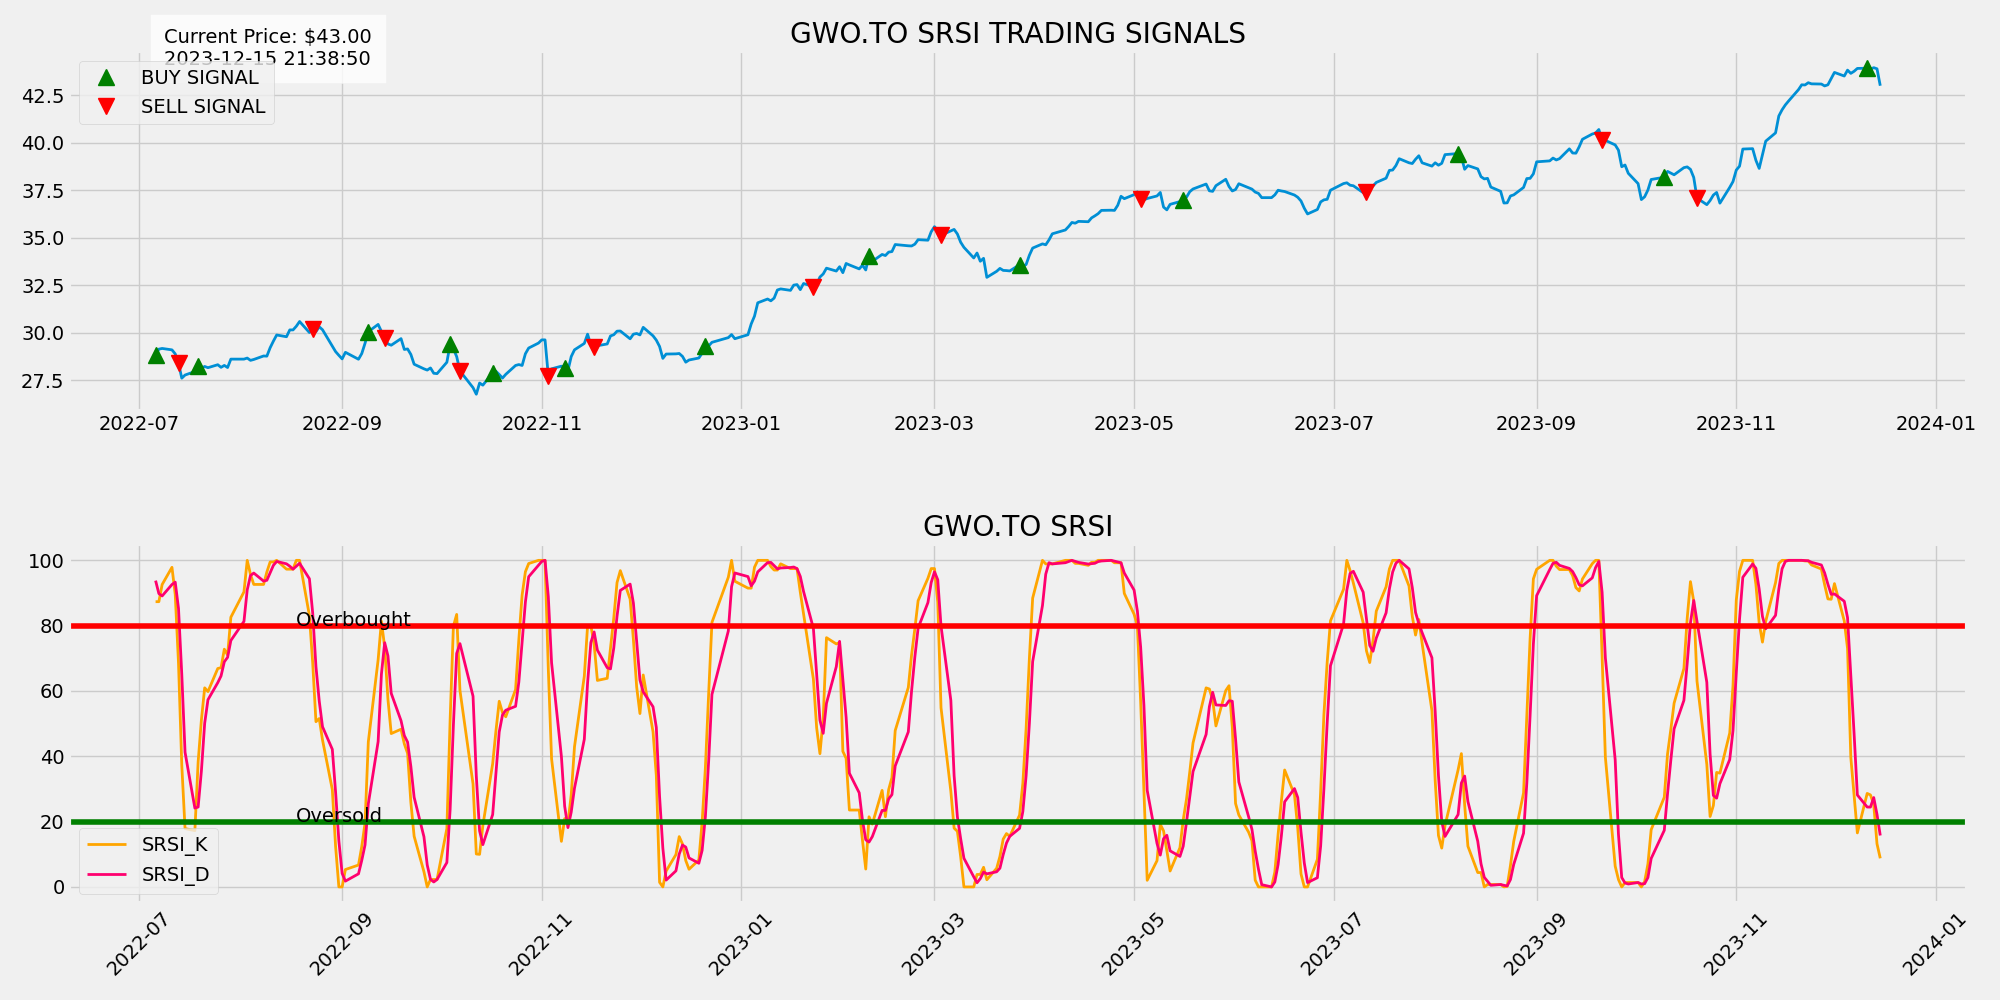 GWO.TO SRSI TRADING SIGNALS
Current Price: $43.00
2023-12-15 21:38:50
BUY SIGNAL
SELL SIGNAL
42.5
40.0
37.5
35.0
32.5
30.0
27.5
2022-07 2022-09 2022-11 2023-01 2023-03 2023-05 2023-07 2023-09 2023-11 2024-01
GWO.TO SRSI
100
80
60
40
20
0
Overbought
Oversold
SRSI_K
SRSI_D
2022-07 2022-09 2022-11 2023-01 2023-03 2023-05 2023-07 2023-09 2023-11 2024-01